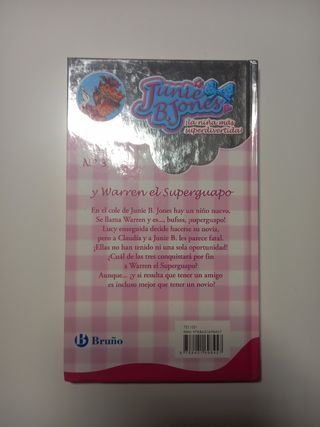 Junie
B. Jones
¡la niña más
superdivertida!
N.º 3
y Warren el Superguapo
En el cole de Junie B. Jones hay un niño nuevo.
Se llama Warren y es..., bufsss, ¡superguapo!
Lucy enseguida decide hacerse su novia,
pero a Claudia y a Junie B. les parece fatal.
¡Ellas no han tenido ni una sola oportunidad!
¿Cuál de las tres conquistará por fin
a Warren el Superguapo?
Aunque... ¿y si resulta que tener un amigo
es incluso mejor que tener un novio?
Bruño